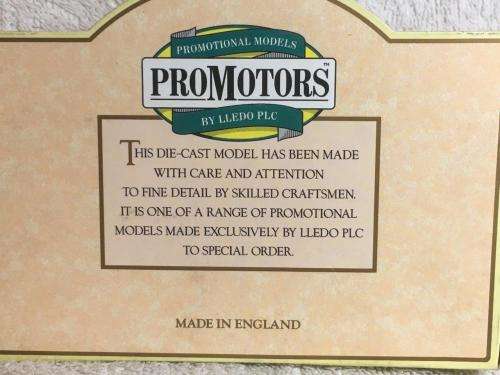 PROMOTIONAL MODELS
PROMOTORS™
BY LLEDO PLC
THIS DIE-CAST MODEL HAS BEEN MADE
WITH CARE AND ATTENTION
TO FINE DETAIL BY SKILLED CRAFTSMEN.
IT IS ONE OF A RANGE OF PROMOTIONAL
MODELS MADE EXCLUSIVELY BY LLEDO PLC
TO SPECIAL ORDER.
MADE IN ENGLAND